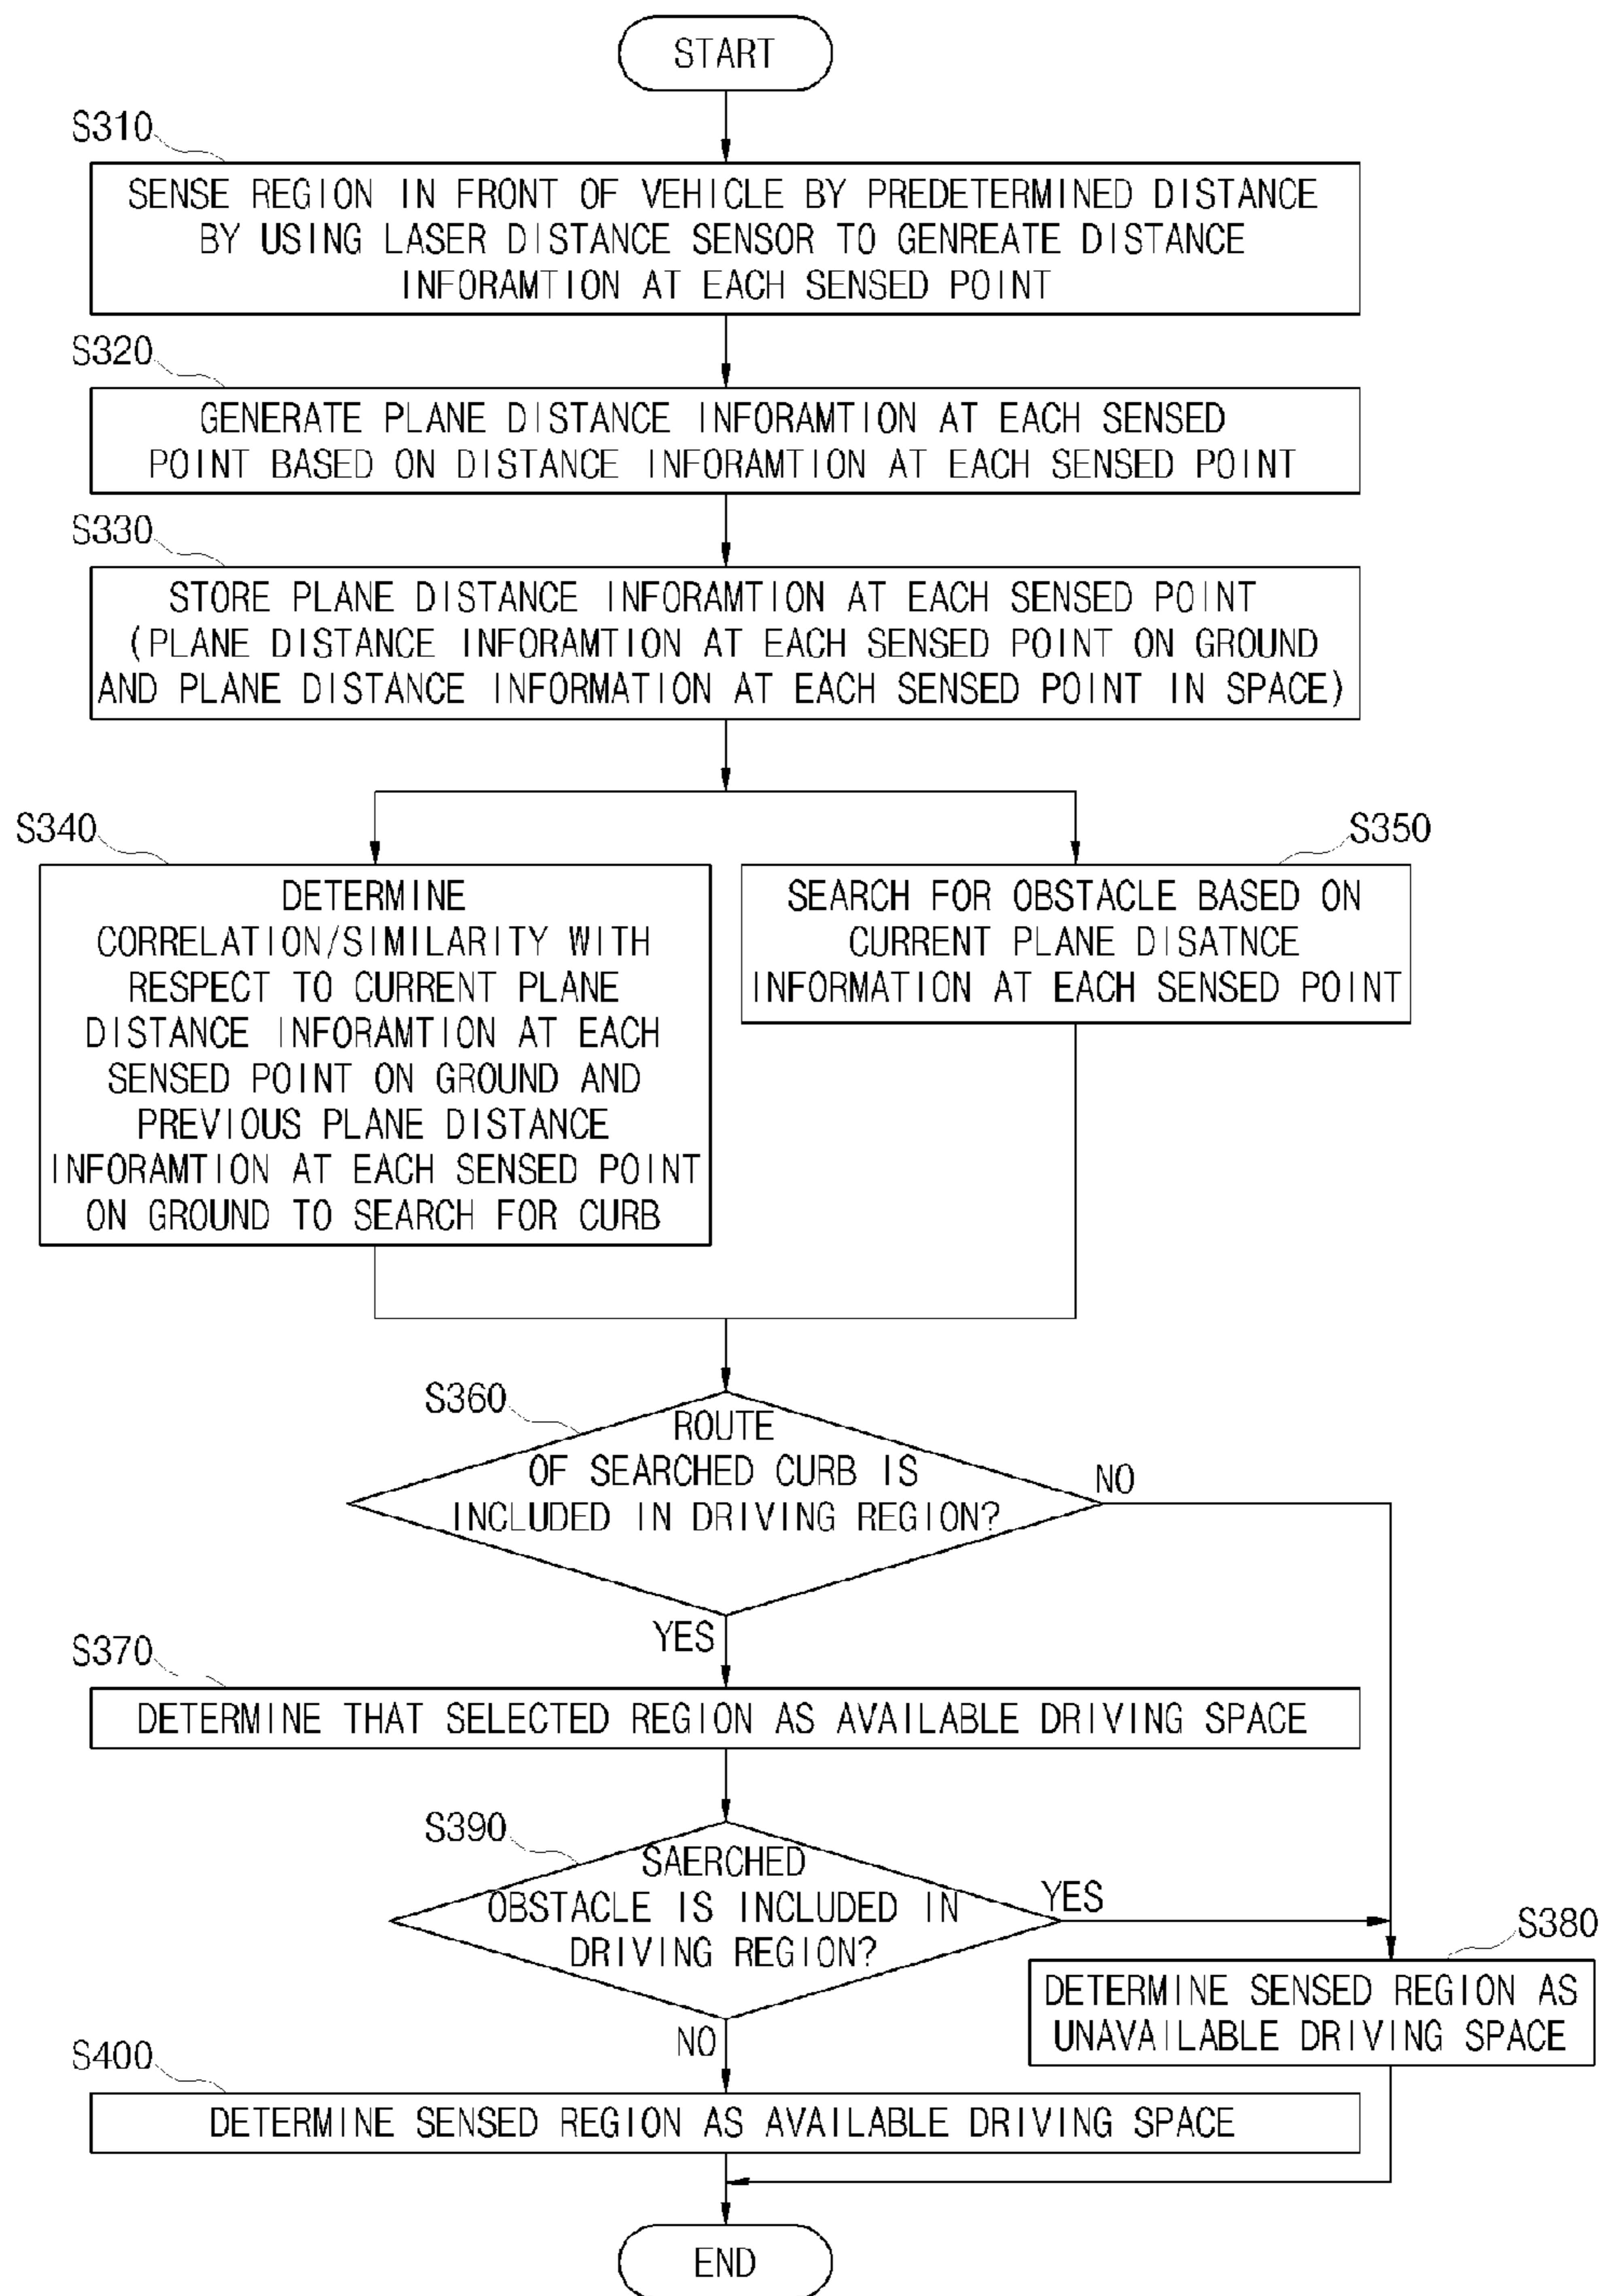 START
S310
SENSE REGION IN FRONT OF VEHICLE BY PREDETERMINED DISTANCE
BY USING LASER DISTANCE SENSOR TO GENREATE DISTANCE
INFORAMTION AT EACH SENSED POINT
S320
GENERATE PLANE DISTANCE INFORAMTION AT EACH SENSED
POINT BASED ON DISTANCE INFORAMTION AT EACH SENSED POINT
S330
STORE PLANE DISTANCE INFORAMTION AT EACH SENSED POINT
(PLANE DISTANCE INFORAMTION AT EACH SENSED POINT ON GROUND
AND PLANE DISTANCE INFORMATION AT EACH SENSED POINT IN SPACE)
S340
DETERMINE
CORRELATION/SIMILARITY WITH
RESPECT TO CURRENT PLANE
DISTANCE INFORAMTION AT EACH
SENSED POINT ON GROUND AND
PREVIOUS PLANE DISTANCE
INFORAMTION AT EACH SENSED POINT
ON GROUND TO SEARCH FOR CURB
S350
SEARCH FOR OBSTACLE BASED ON
CURRENT PLANE DISATNCE
INFORMATION AT EACH SENSED POINT
S360
ROUTE
OF SEARCHED CURB IS
INCLUDED IN DRIVING REGION?
NO
YES
S370
DETERMINE THAT SELECTED REGION AS AVAILABLE DRIVING SPACE
S390
SAERCHED
OBSTACLE IS INCLUDED IN
DRIVING REGION?
YES
S380
DETERMINE SENSED REGION AS
UNAVAILABLE DRIVING SPACE
NO
S400
DETERMINE SENSED REGION AS AVAILABLE DRIVING SPACE
END